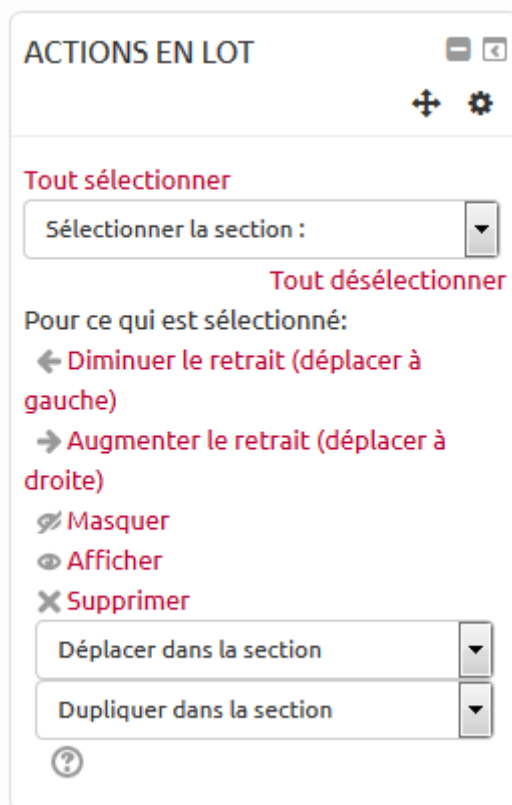 ACTIONS EN LOT
Tout sélectionner
Sélectionner la section :
Tout désélectionner
Pour ce qui est sélectionné:
Diminuer le retrait (déplacer à
gauche)
Augmenter le retrait (déplacer à
droite)
Masquer
Afficher
Supprimer
Déplacer dans la section
Dupliquer dans la section